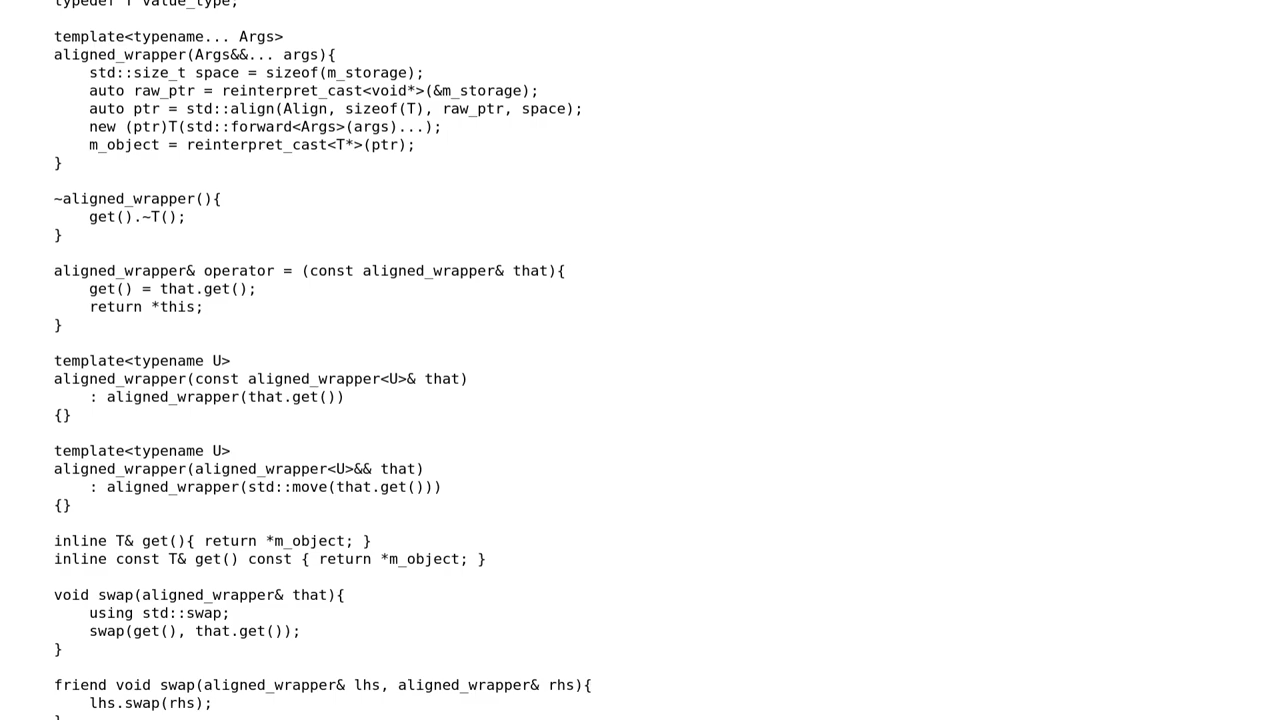 typedef T value_type;
template<typename... Args>
aligned_wrapper(Args&&... args){
std::size_t space = sizeof(m_storage);
auto raw_ptr = reinterpret_cast<void*>(&m_storage);
auto ptr = std::align(Align, sizeof(T), raw_ptr, space);
new (ptr)T(std::forward<Args>(args)...);
m_object = reinterpret_cast<T*>(ptr);
}
~aligned_wrapper(){
get().~T();
}
aligned_wrapper& operator = (const aligned_wrapper& that){
get() = that.get();
return *this;
}
template<typename U>
aligned_wrapper(const aligned_wrapper<U>& that)
: aligned_wrapper(that.get())
{}
template<typename U>
aligned_wrapper(aligned_wrapper<U>&& that)
: aligned_wrapper(std::move(that.get()))
{}
inline T& get(){ return *m_object; }
inline const T& get() const { return *m_object; }
void swap(aligned_wrapper& that){
using std::swap;
swap(get(), that.get());
}
friend void swap(aligned_wrapper& lhs, aligned_wrapper& rhs){
lhs.swap(rhs);
}